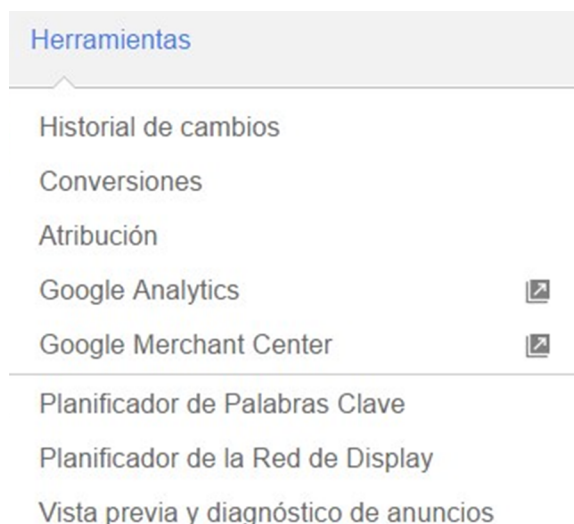 Herramientas
Historial de cambios
Conversiones
Atribución
Google Analytics
Google Merchant Center
Planificador de Palabras Clave
Planificador de la Red de Display
Vista previa y diagnóstico de anuncios